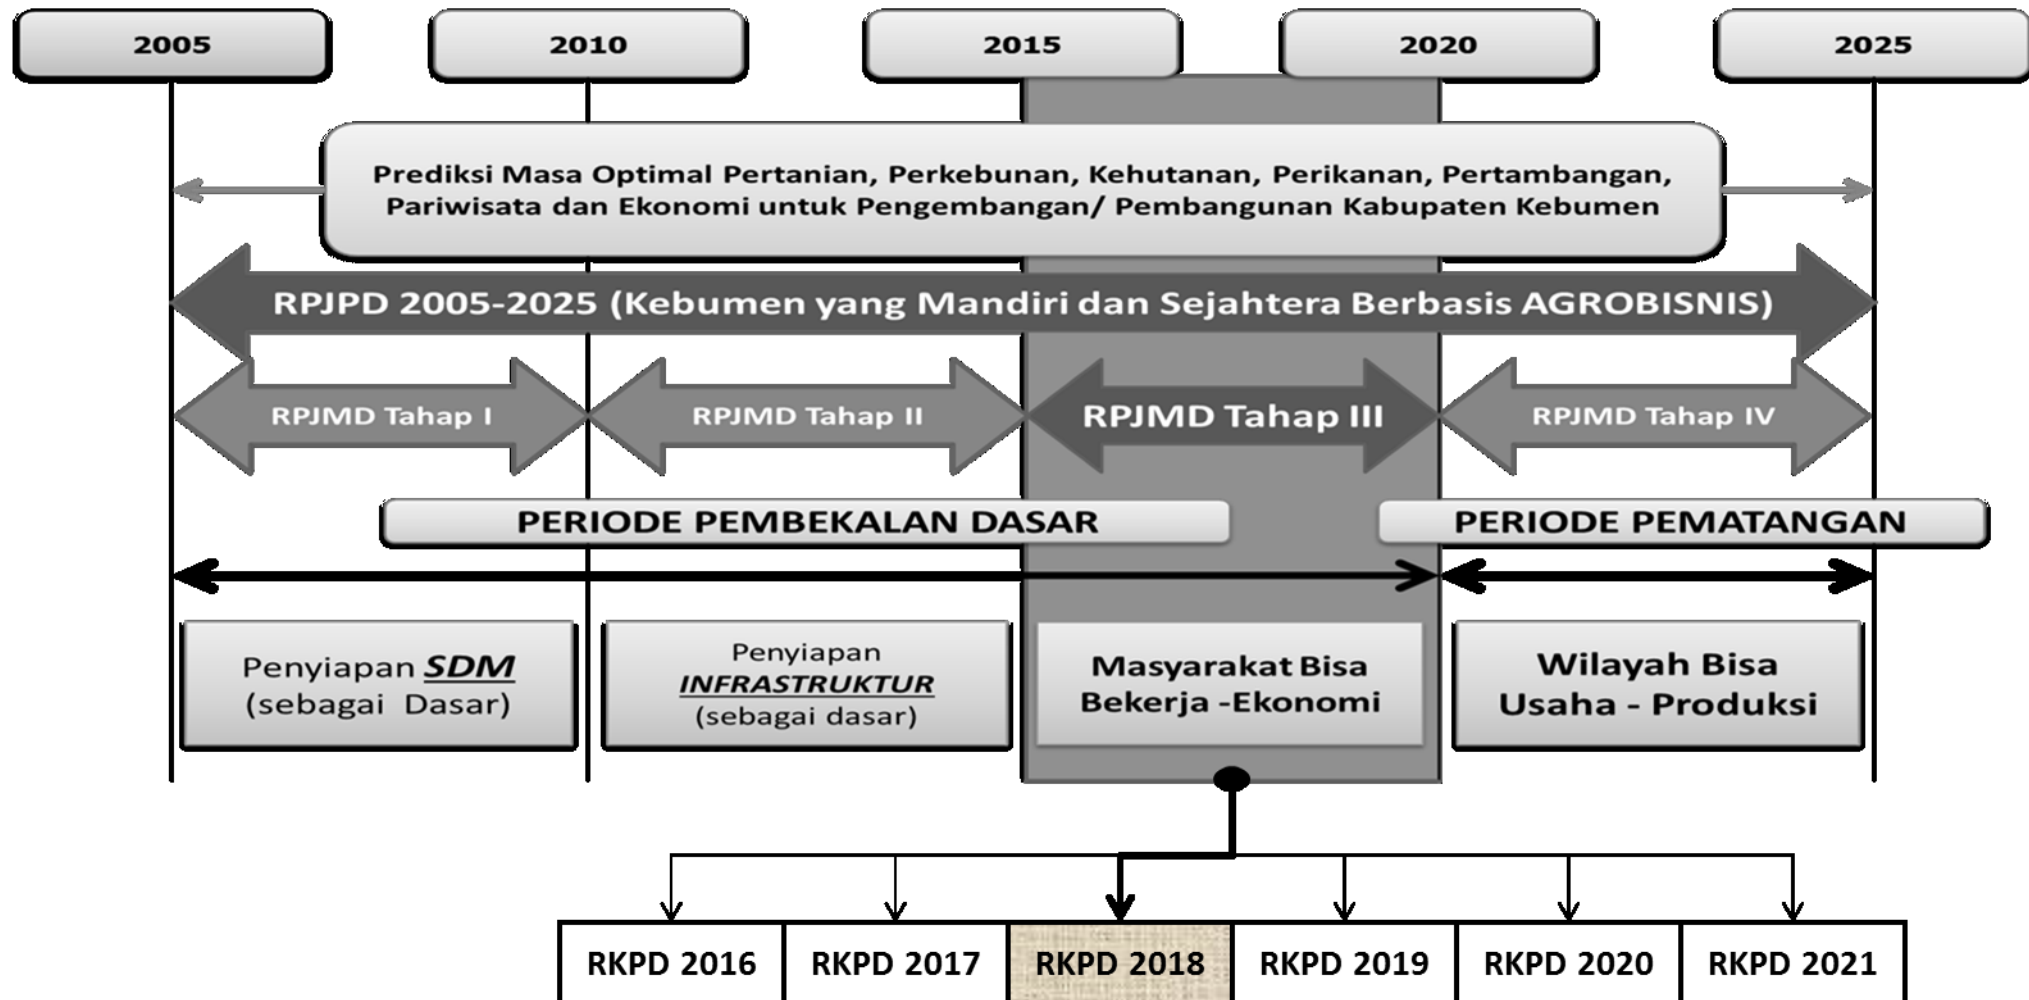 2005
2010
2015
2020
2025
Prediksi Masa Optimal Pertanian, Perkebunan, Kehutanan, Perikanan, Pertambangan,
Pariwisata dan Ekonomi untuk Pengembangan/ Pembangunan Kabupaten Kebumen
RPJPD 2005-2025 (Kebumen yang Mandiri dan Sejahtera Berbasis AGROBISNIS)
RPJMD Tahap I
RPJMD Tahap II
RPJMD Tahap III
RPJMD Tahap IV
PERIODE PEMBEKALAN DASAR
PERIODE PEMATANGAN
Penyiapan SDM
(sebagai Dasar)
Penyiapan
INFRASTRUKTUR
(sebagai dasar)
Masyarakat Bisa
Bekerja -Ekonomi
Wilayah Bisa
Usaha - Produksi
RKPD 2016
RKPD 2017
RKPD 2018
RKPD 2019
RKPD 2020
RKPD 2021